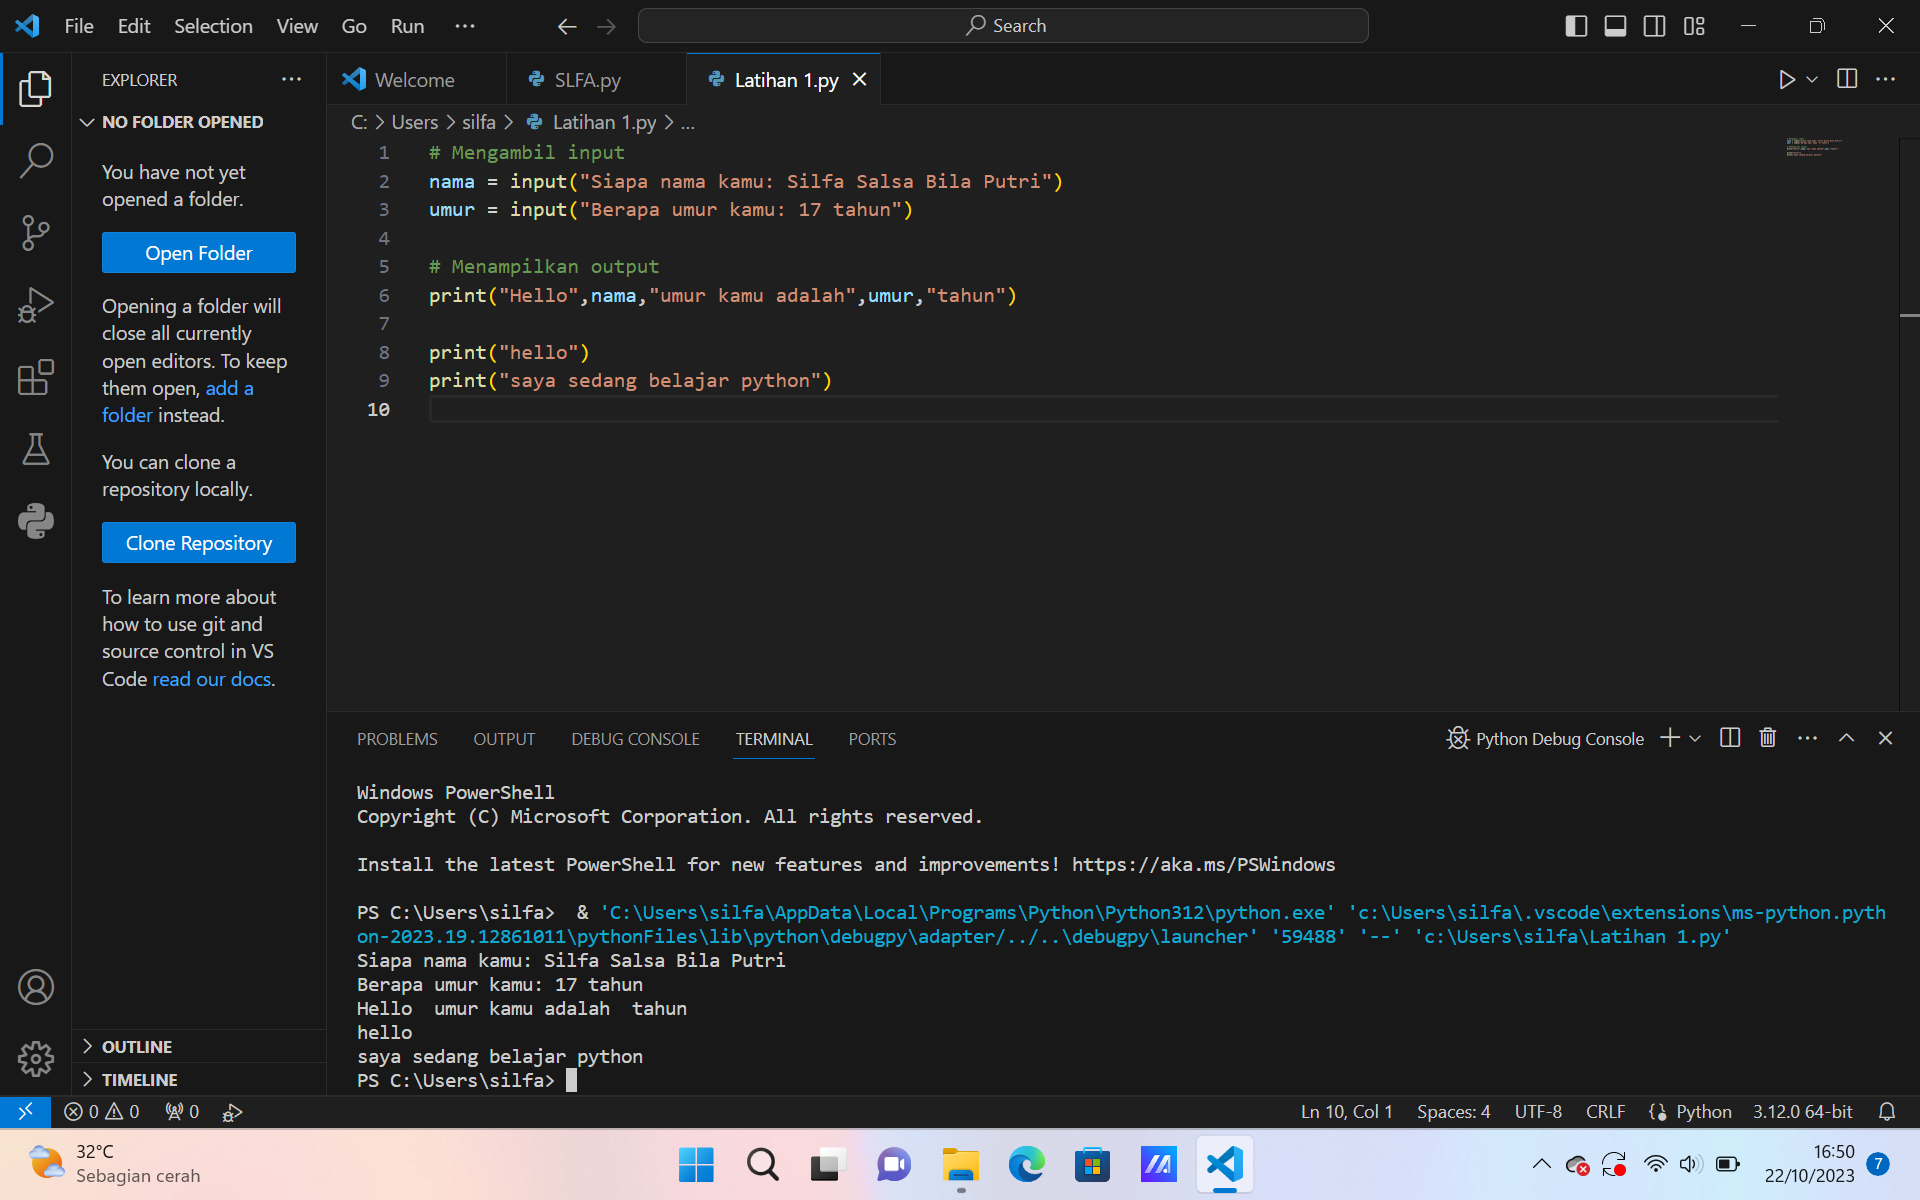 File Edit Selection View Go Run ···
Search
EXPLORER ···
Welcome SLFA.py Latihan 1.py
NO FOLDER OPENED
C: > Users > silfa > Latihan 1.py > ...
You have not yet
opened a folder.
Open Folder
Opening a folder will
close all currently
open editors. To keep
them open, add a
folder instead.
You can clone a
repository locally.
Clone Repository
To learn more about
how to use git and
source control in VS
Code read our docs.
OUTLINE
TIMELINE
1 # Mengambil input
2 nama = input("Siapa nama kamu: Silfa Salsa Bila Putri")
3 umur = input("Berapa umur kamu: 17 tahun")
4
5 # Menampilkan output
6 print("Hello",nama,"umur kamu adalah",umur,"tahun")
7
8 print("hello")
9 print("saya sedang belajar python")
10
PROBLEMS OUTPUT DEBUG CONSOLE TERMINAL PORTS
Python Debug Console
Windows PowerShell
Copyright (C) Microsoft Corporation. All rights reserved.
Install the latest PowerShell for new features and improvements! https://aka.ms/PSWindows
PS C:\Users\silfa>  & 'C:\Users\silfa\AppData\Local\Programs\Python\Python312\python.exe' 'c:\Users\silfa\.vscode\extensions\ms-python.pyth
on-2023.19.12861011\pythonFiles\lib\python\debugpy\adapter/../..\debugpy\launcher' '59488' '--' 'c:\Users\silfa\Latihan 1.py'
Siapa nama kamu: Silfa Salsa Bila Putri
Berapa umur kamu: 17 tahun
Hello  umur kamu adalah  tahun
hello
saya sedang belajar python
PS C:\Users\silfa>
0 0 0
Ln 10, Col 1 Spaces: 4 UTF-8 CRLF Python 3.12.0 64-bit
32°C
Sebagian cerah
16:50
22/10/2023
7